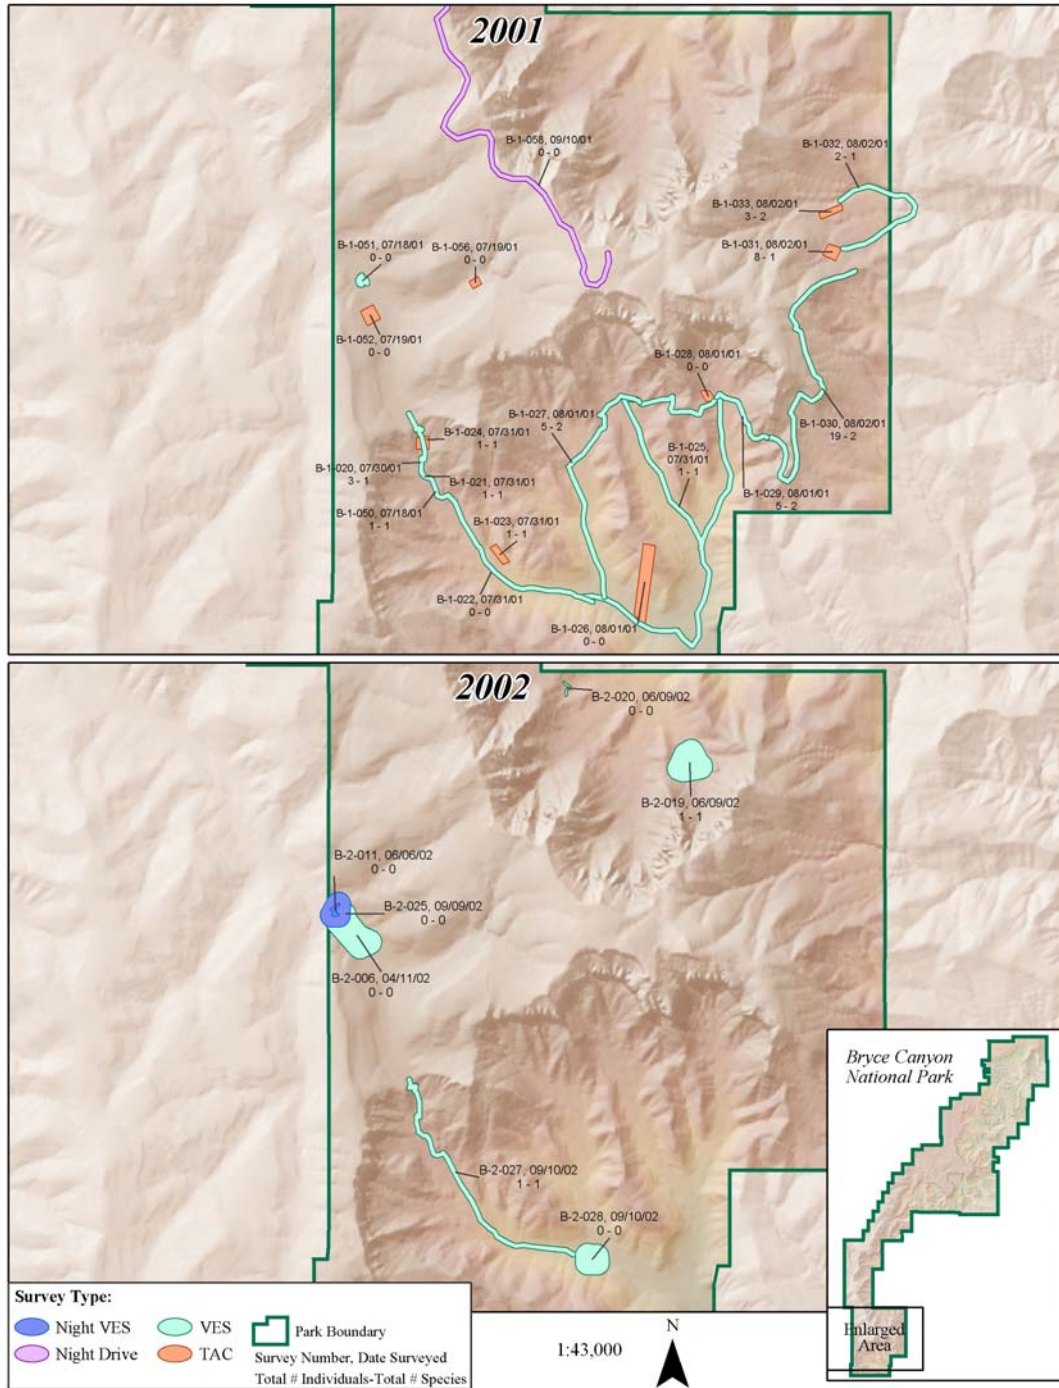 2001
B-1-058, 09/10/01
0 - 0
B-1-032, 08/02/01
2 - 1
B-1-033, 08/02/01
3 - 2
B-1-031, 08/02/01
8 - 1
B-1-051, 07/18/01
0 - 0
B-1-056, 07/19/01
0 - 0
B-1-052, 07/19/01
0 - 0
B-1-028, 08/01/01
0 - 0
B-1-027, 08/01/01
5 - 2
B-1-030, 08/02/01
19 - 2
B-1-024, 07/31/01
1 - 1
B-1-025,
07/31/01
1 - 1
B-1-020, 07/30/01
3 - 1
B-1-021, 07/31/01
1 - 1
B-1-029, 08/01/01
5 - 2
B-1-050, 07/18/01
1 - 1
B-1-023, 07/31/01
1 - 1
B-1-022, 07/31/01
0 - 0
B-1-026, 08/01/01
0 - 0
2002
B-2-020, 06/09/02
0 - 0
B-2-019, 06/09/02
1 - 1
B-2-011, 06/06/02
0 - 0
B-2-025, 09/09/02
0 - 0
B-2-006, 04/11/02
0 - 0
B-2-027, 09/10/02
1 - 1
B-2-028, 09/10/02
0 - 0
Bryce Canyon
National Park
Enlarged
Area
Survey Type:
Night VES
VES
Park Boundary
Night Drive
TAC
Survey Number, Date Surveyed
Total # Individuals-Total # Species
1:43,000
N